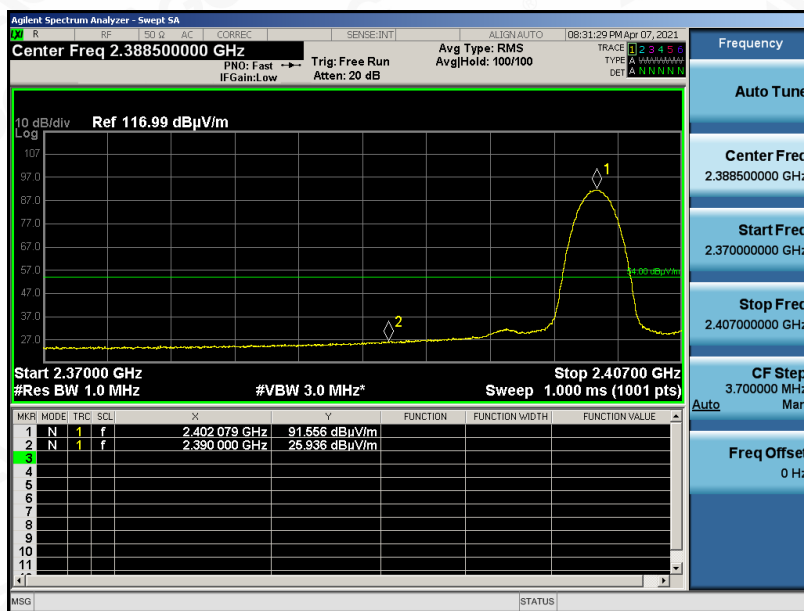 Agilent Spectrum Analyzer - Swept SA
LXI R RF 50 Ω AC CORREC SENSE:INT ALIGN AUTO 08:31:29 PM Apr 07, 2021
Center Freq 2.388500000 GHz
PNO: Fast
IFGain:Low
Trig: Free Run
Atten: 20 dB
Avg Type: RMS
Avg|Hold: 100/100
TRACE 1 2 3 4 5 6
TYPE A WWWWW
DET A N N N N N
10 dB/div Ref 116.99 dBµV/m
Log
107
97.0
87.0
77.0
67.0
57.0
47.0
37.0
27.0
1
2
54.00 dBµV/m
Start 2.37000 GHz Stop 2.40700 GHz
#Res BW 1.0 MHz #VBW 3.0 MHz* Sweep 1.000 ms (1001 pts)
MKR MODE TRC SCL X Y FUNCTION FUNCTION WIDTH FUNCTION VALUE
1 N 1 f 2.402 079 GHz 91.556 dBµV/m
2 N 1 f 2.390 000 GHz 25.936 dBµV/m
3
4
5
6
7
8
9
10
11
MSG STATUS
Frequency
Auto Tune
Center Freq
2.388500000 GHz
Start Freq
2.370000000 GHz
Stop Freq
2.407000000 GHz
CF Step
3.700000 MHz
Auto Man
Freq Offset
0 Hz